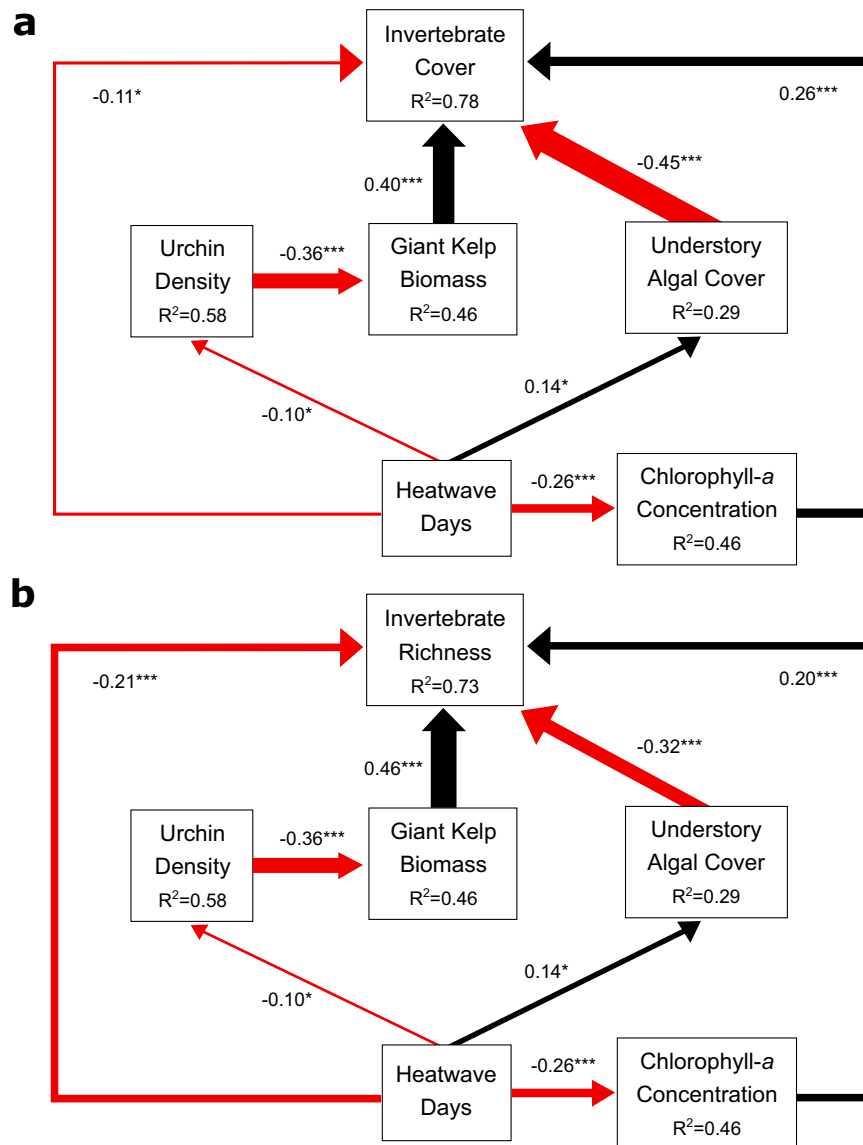 a
Invertebrate
Cover
R²=0.78
-0.11*
0.26***
0.40***
-0.45***
Urchin
Density
R²=0.58
-0.36***
Giant Kelp
Biomass
R²=0.46
Understory
Algal Cover
R²=0.29
-0.10*
0.14*
Heatwave
Days
-0.26***
Chlorophyll-a
Concentration
R²=0.46
b
Invertebrate
Richness
R²=0.73
-0.21***
0.20***
0.46***
-0.32***
Urchin
Density
R²=0.58
-0.36***
Giant Kelp
Biomass
R²=0.46
Understory
Algal Cover
R²=0.29
-0.10*
0.14*
Heatwave
Days
-0.26***
Chlorophyll-a
Concentration
R²=0.46